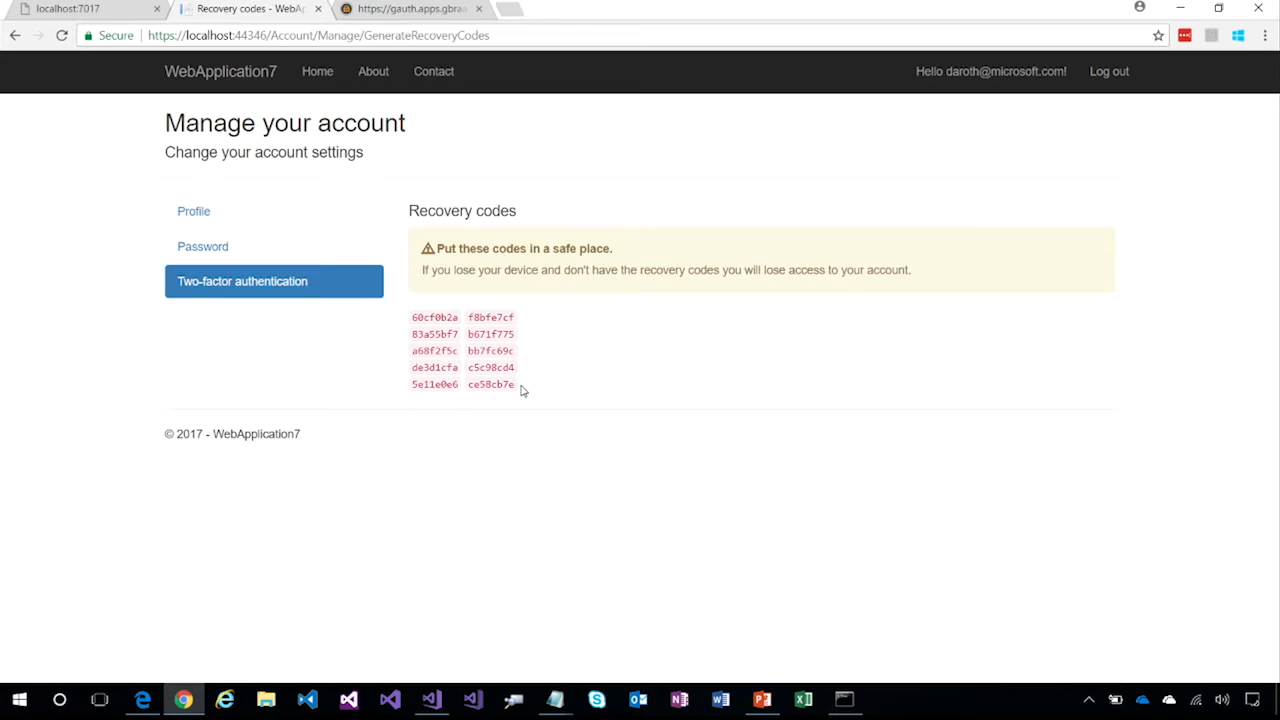 localhost:7017
Recovery codes - WebAp
https://gauth.apps.gbraa
Secure
https://localhost:44346/Account/Manage/GenerateRecoveryCodes
WebApplication7 Home About Contact Hello daroth@microsoft.com! Log out
Manage your account
Change your account settings
Profile
Password
Two-factor authentication
Recovery codes
Put these codes in a safe place.
If you lose your device and don't have the recovery codes you will lose access to your account.
60cf0b2a f8bfe7cf
83a55bf7 b671f775
a68f2f5c bb7fc69c
de3d1cfa c5c98cd4
5e11e0e6 ce58cb7e
© 2017 - WebApplication7